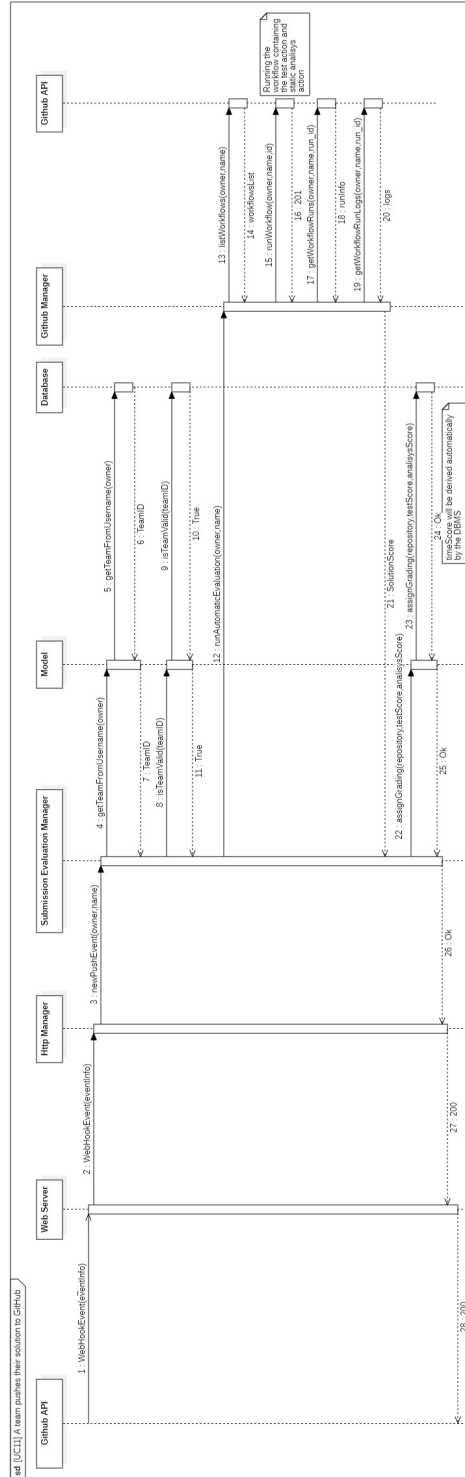 sd [UC11] A team pushes their solution to GitHub
Github API
Web Server
Http Manager
Submission Evaluation Manager
Model
Database
Github Manager
Github API
1 : WebHookEvent(eventInfo)
2 : WebHookEvent(eventInfo)
3 : newPushEvent(owner,name)
4 : getTeamFromUsername(owner)
5 : getTeamFromUsername(owner)
6 : TeamID
7 : TeamID
8 : isTeamValid(teamID)
9 : isTeamValid(teamID)
10 : True
11 : True
12 : runAutomaticEvaluation(owner,name)
13 : listWorkflows(owner,name)
14 : workflowsList
15 : runWorkflow(owner,name,id)
Running the
workflow containing
the test action and
static analisys
action
16 : 201
17 : getWorkflowRuns(owner,name,run_id)
18 : runInfo
19 : getWorkflowRunLogs(owner,name,run_id)
20 : logs
21 : SolutionScore
22 : assignGrading(repository,testScore,analisysScore)
23 : assignGrading(repository,testScore,analisysScore)
24 : Ok
timeScore will be derived automatically
by the DBMS
25 : Ok
26 : Ok
27 : 200
28 : 200